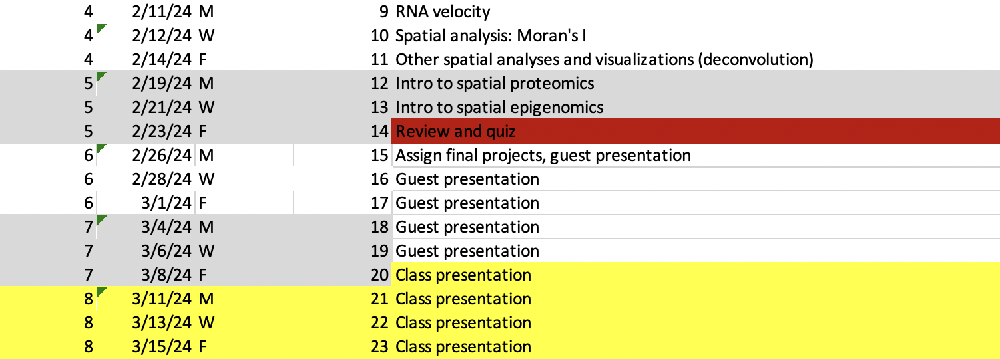 4 2/11/24 M 9 RNA velocity
4 2/12/24 W 10 Spatial analysis: Moran's I
4 2/14/24 F 11 Other spatial analyses and visualizations (deconvolution)
5 2/19/24 M 12 Intro to spatial proteomics
5 2/21/24 W 13 Intro to spatial epigenomics
5 2/23/24 F 14 Review and quiz
6 2/26/24 M 15 Assign final projects, guest presentation
6 2/28/24 W 16 Guest presentation
6 3/1/24 F 17 Guest presentation
7 3/4/24 M 18 Guest presentation
7 3/6/24 W 19 Guest presentation
7 3/8/24 F 20 Class presentation
8 3/11/24 M 21 Class presentation
8 3/13/24 W 22 Class presentation
8 3/15/24 F 23 Class presentation